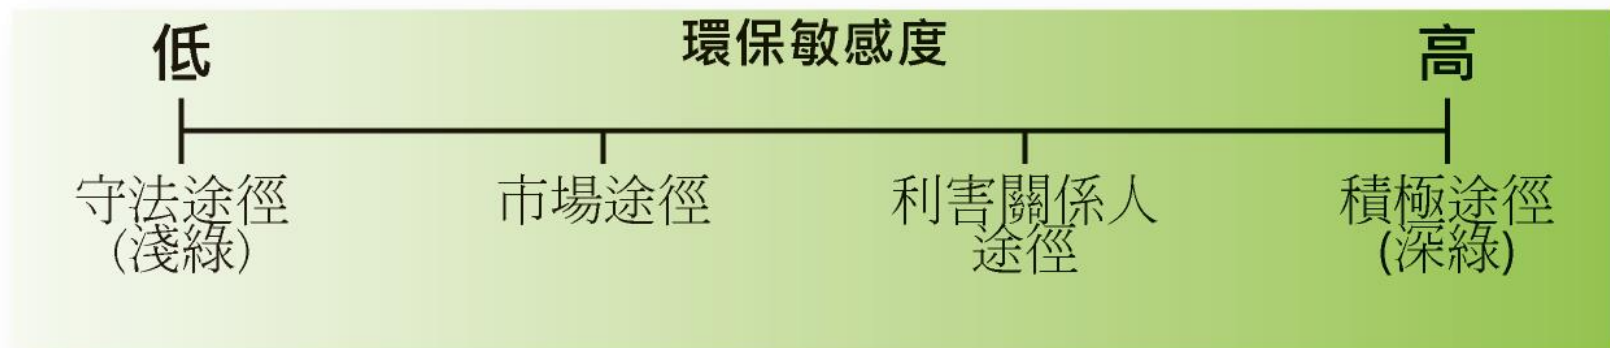 低
環保敏感度
高
守法途徑
(淺綠)
市場途徑
利害關係人
途徑
積極途徑
(深綠)